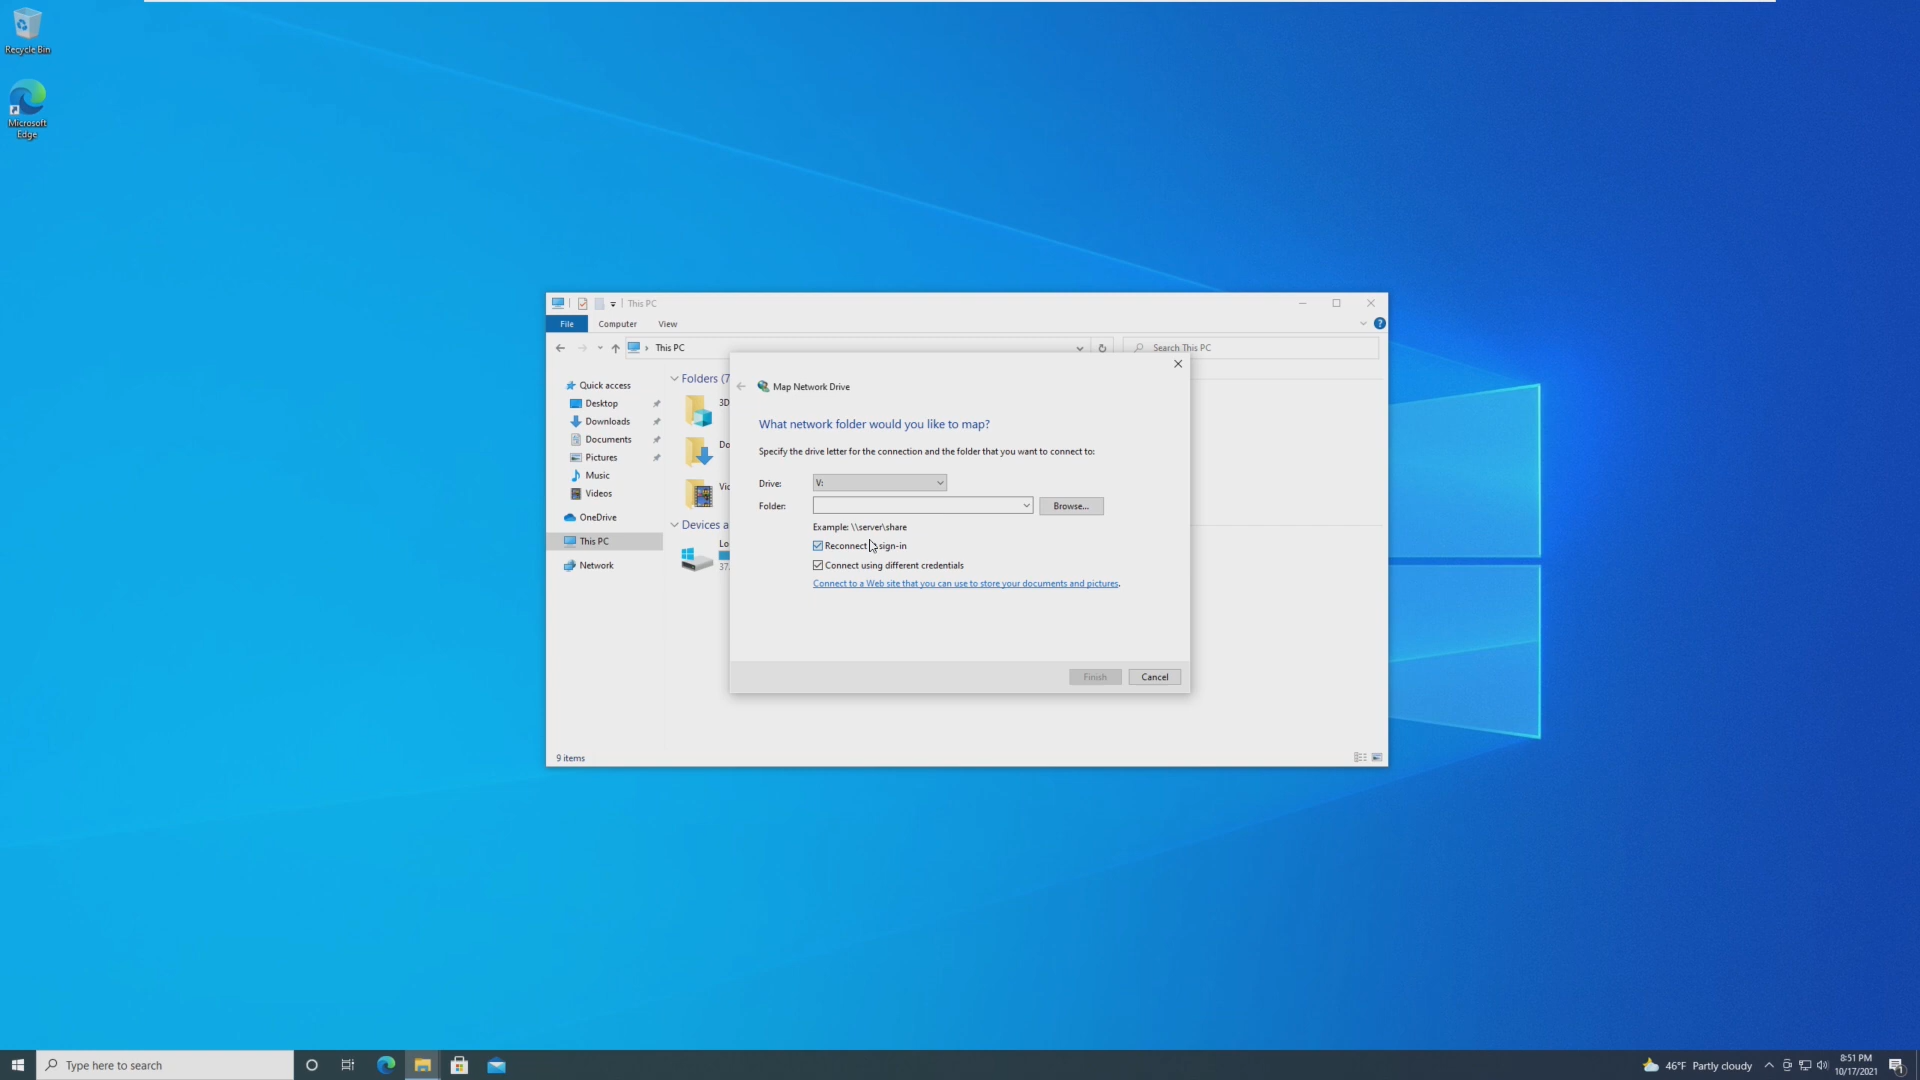 Recycle Bin
Microsoft
Edge
This PC
File
Computer
View
This PC
Search This PC
Quick access
Desktop
Downloads
Documents
Pictures
Music
Videos
OneDrive
This PC
Network
Folders (7
3D
Do
Vic
Devices a
Lo
37.
Map Network Drive
What network folder would you like to map?
Specify the drive letter for the connection and the folder that you want to connect to:
Drive:
V:
Folder:
Browse...
Example: \\server\share
Reconnect sign-in
Connect using different credentials
Connect to a Web site that you can use to store your documents and pictures.
Finish
Cancel
9 items
Type here to search
46°F Partly cloudy
8:51 PM
10/17/2021